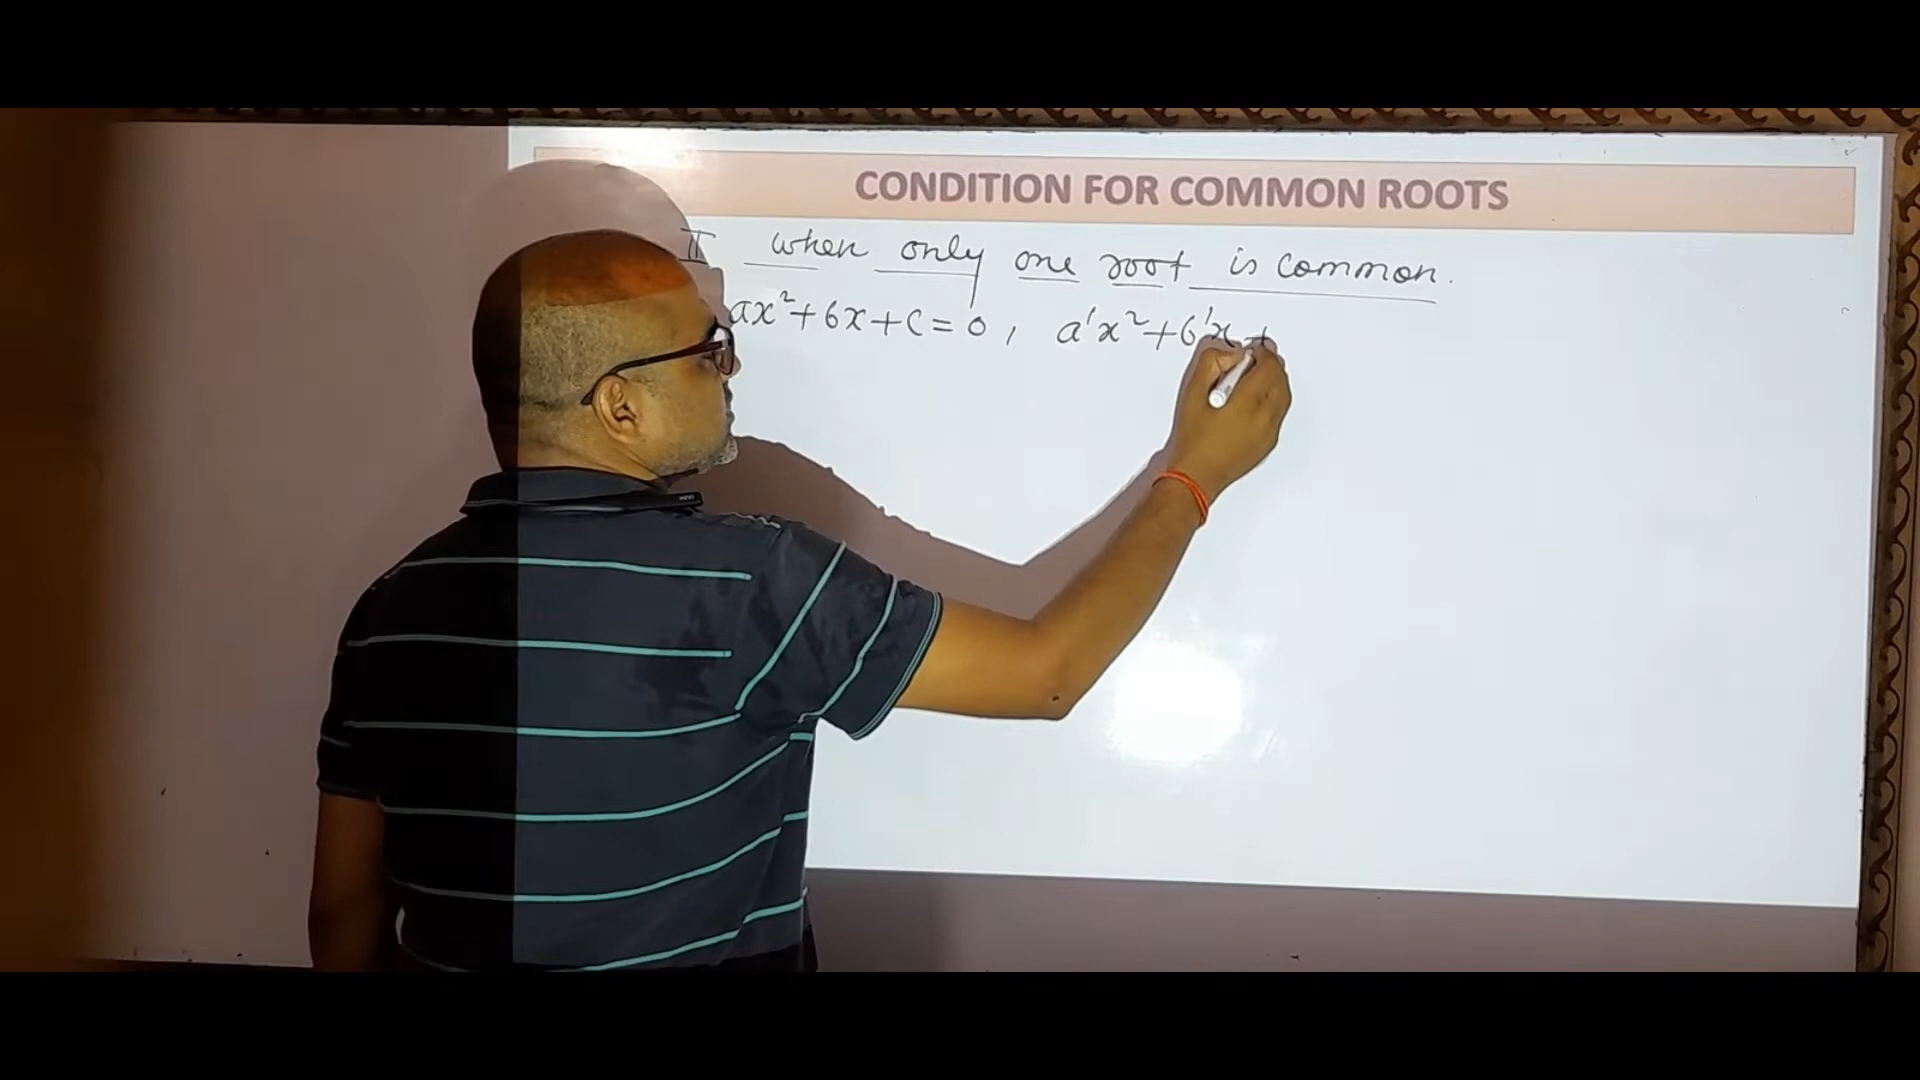 CONDITION FOR COMMON ROOTS
II when only one root is common.
ax²+bx+c=0, a'x²+b'x+